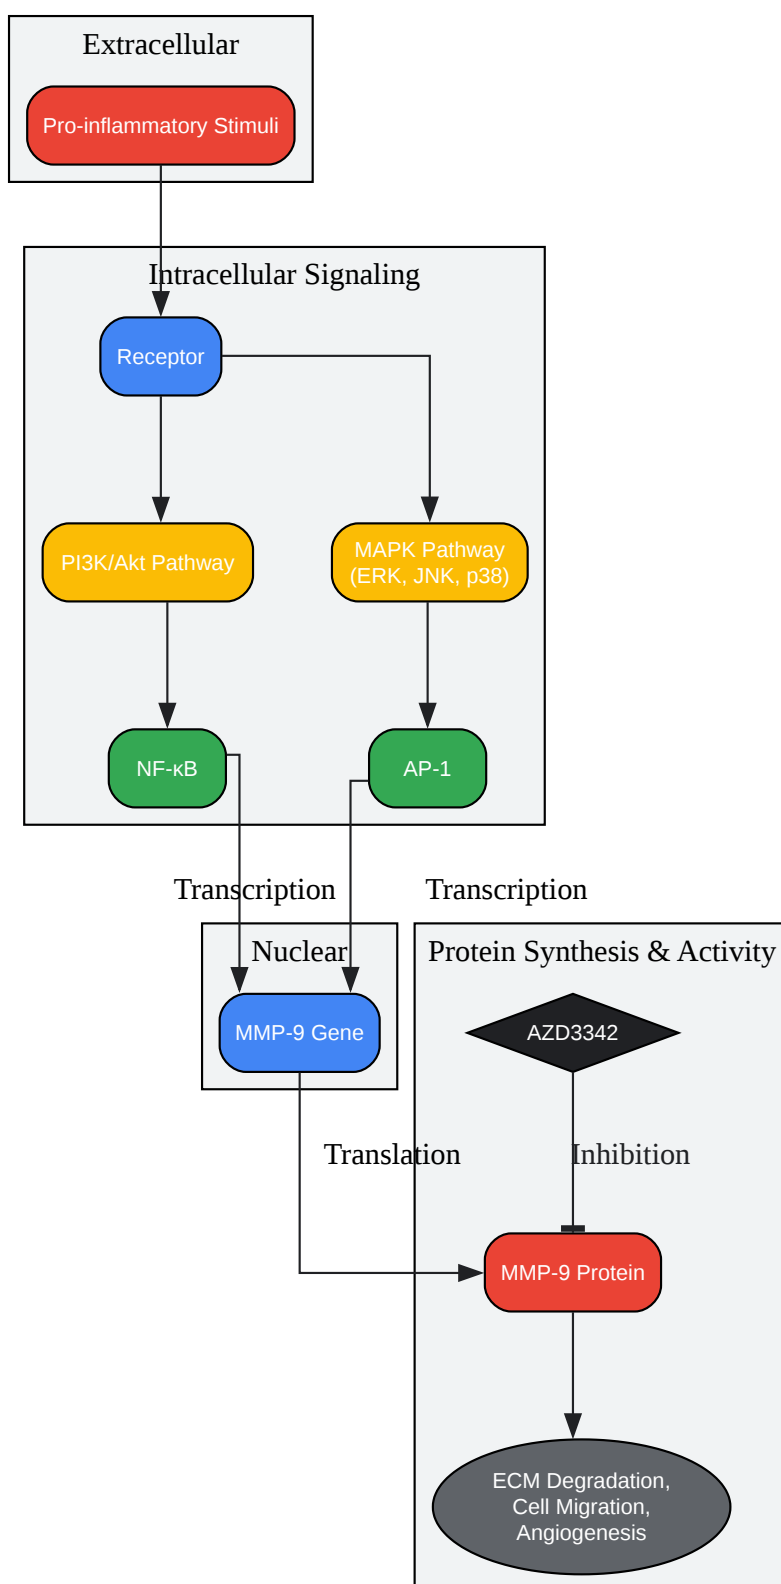 Extracellular
Pro-inflammatory Stimuli
Intracellular Signaling
Receptor
PI3K/Akt Pathway
MAPK Pathway
(ERK, JNK, p38)
NF-κB
AP-1
Transcription
Transcription
Nuclear
Protein Synthesis & Activity
MMP-9 Gene
AZD3342
Translation
Inhibition
MMP-9 Protein
ECM Degradation,
Cell Migration,
Angiogenesis